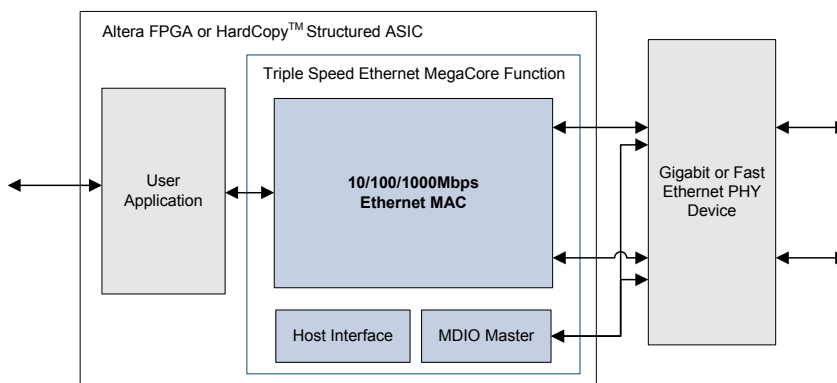 Altera FPGA or HardCopy™ Structured ASIC
Triple Speed Ethernet MegaCore Function
User
Application
10/100/1000Mbps
Ethernet MAC
Gigabit or Fast
Ethernet PHY
Device
Host Interface
MDIO Master